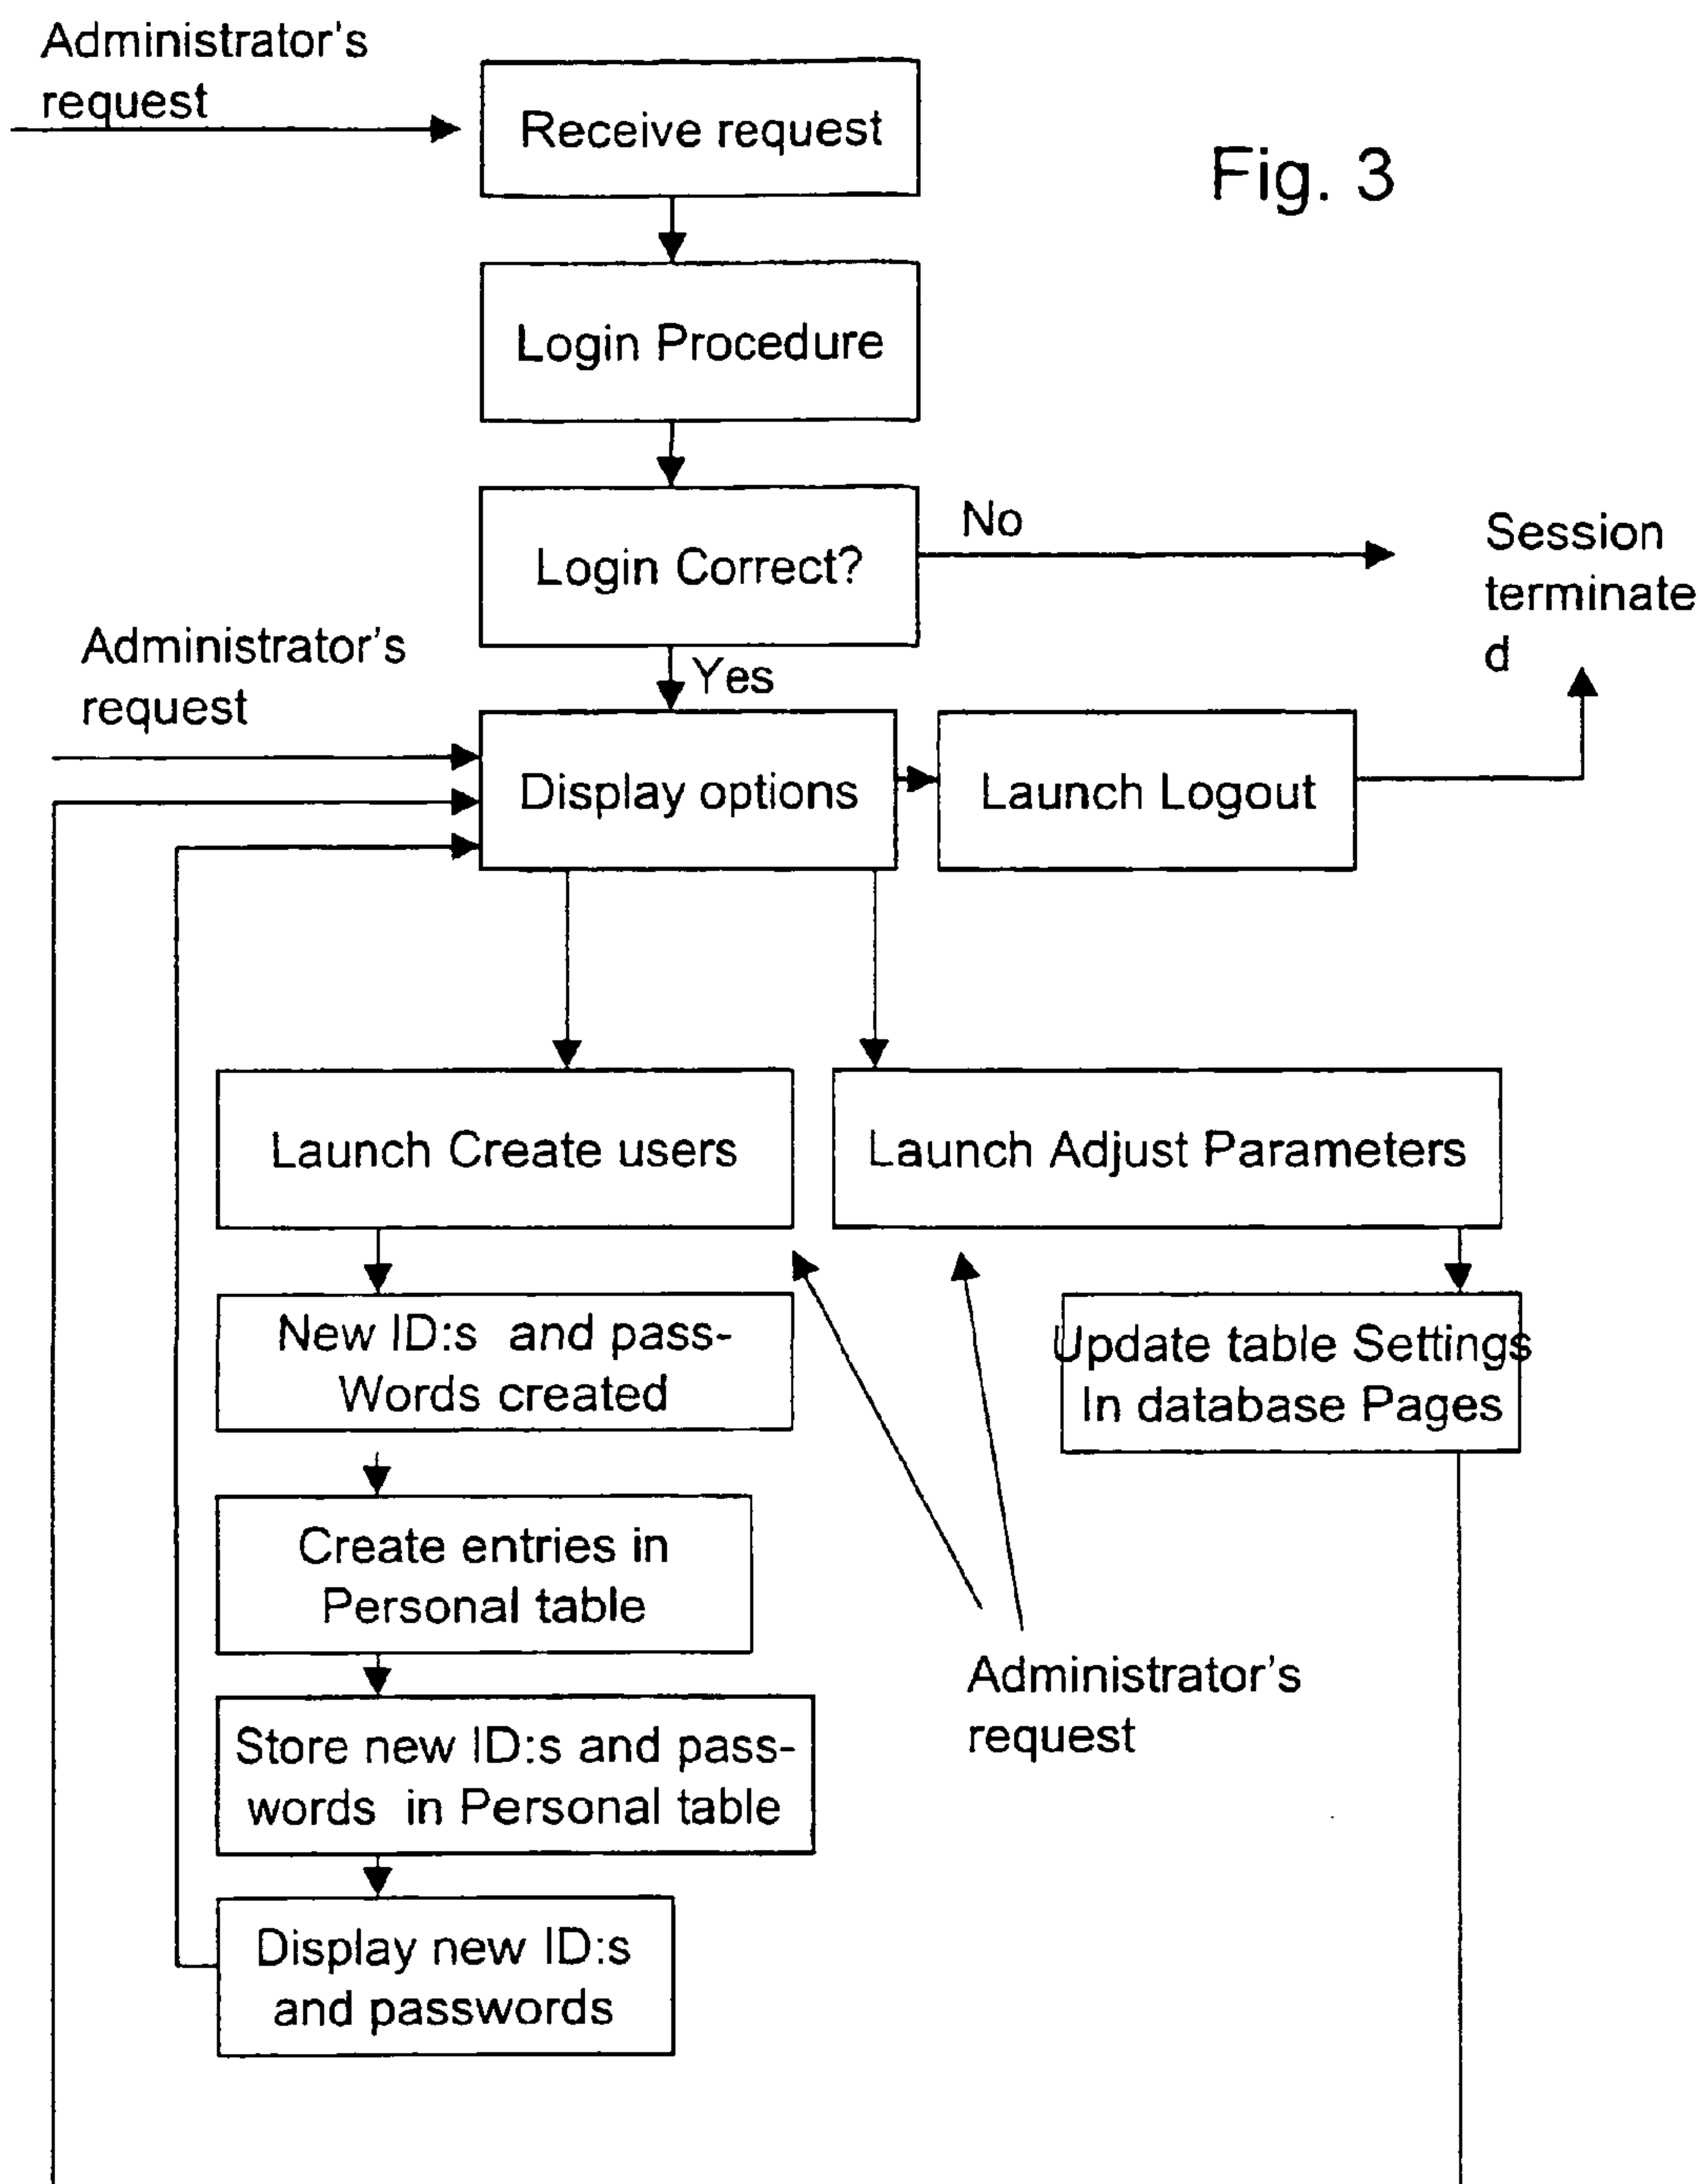 Administrator's
request
Receive request
Fig. 3
Login Procedure
Login Correct?
No
Session
terminate
d
Yes
Administrator's
request
Display options
Launch Logout
Launch Create users
Launch Adjust Parameters
New ID:s and pass-
Words created
Update table Settings
In database Pages
Create entries in
Personal table
Administrator's
request
Store new ID:s and pass-
words in Personal table
Display new ID:s
and passwords